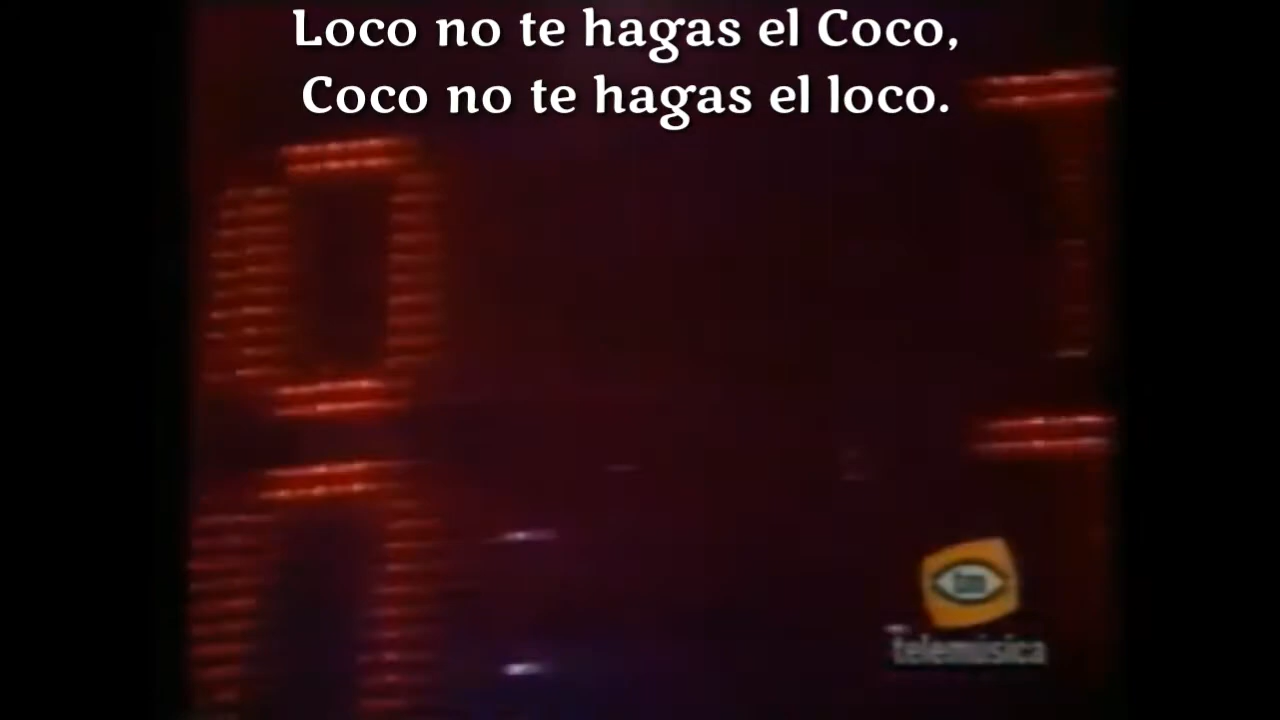 Loco no te hagas el Coco,
Coco no te hagas el loco.
telemúsica